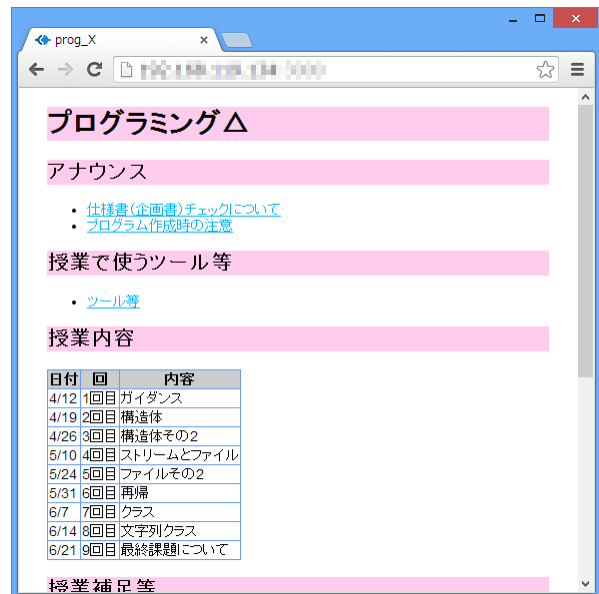 prog_X
プログラミング△
アナウンス
仕様書(企画書)チェックについて
プログラム作成時の注意
授業で使うツール等
ツール等
授業内容
日付 回 内容
4/12 1回目 ガイダンス
4/19 2回目 構造体
4/26 3回目 構造体その2
5/10 4回目 ストリームとファイル
5/24 5回目 ファイルその2
5/31 6回目 再帰
6/7 7回目 クラス
6/14 8回目 文字列クラス
6/21 9回目 最終課題について
授業補足等